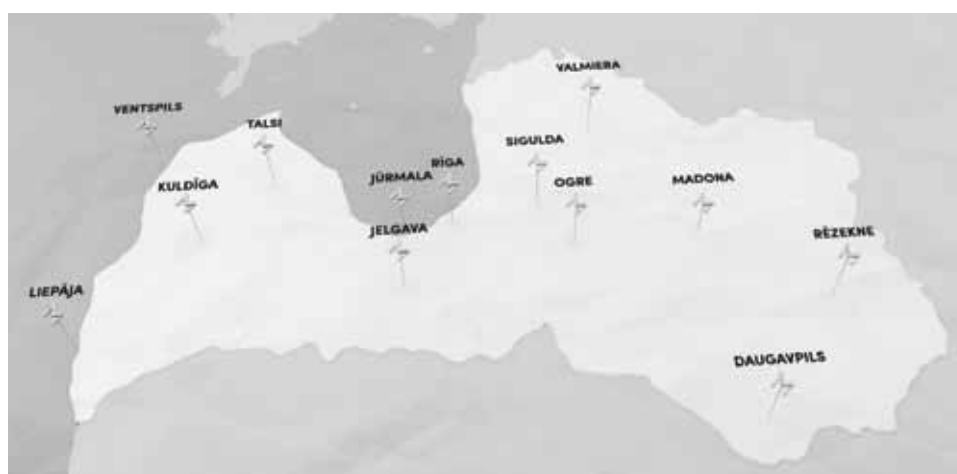 VALMIERA
VENTSPILS
TALSI
SIGULDA
RĪGA
JŪRMALA
OGRE
MADONA
KULDĪGA
JELGAVA
RĒZEKNE
LIEPĀJA
DAUGAVPILS